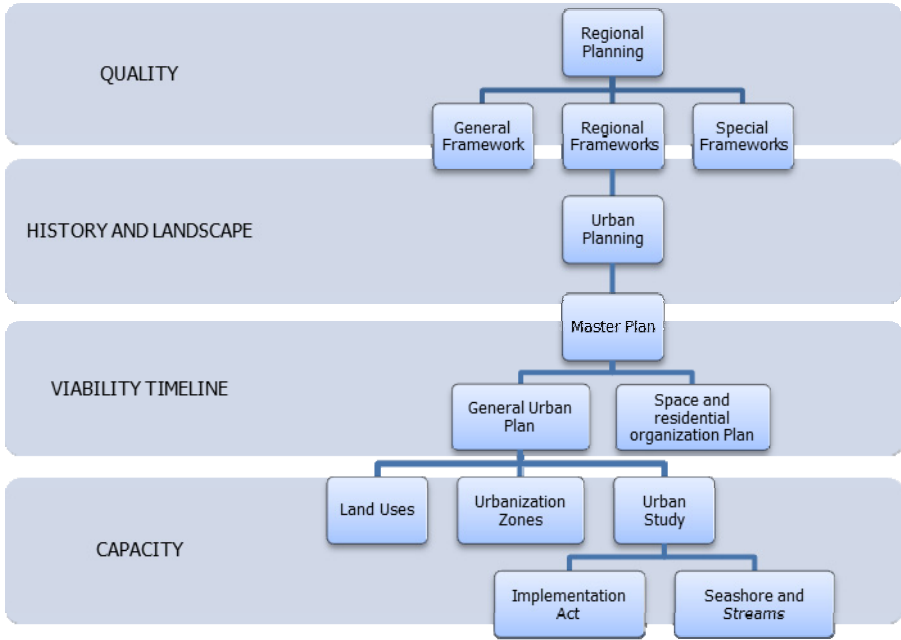 Regional
Planning
QUALITY
General
Framework
Regional
Frameworks
Special
Frameworks
HISTORY AND LANDSCAPE
Urban
Planning
Master Plan
VIABILITY TIMELINE
General Urban
Plan
Space and
residential
organization Plan
Land Uses
Urbanization
Zones
Urban
Study
CAPACITY
Implementation
Act
Seashore and
Streams